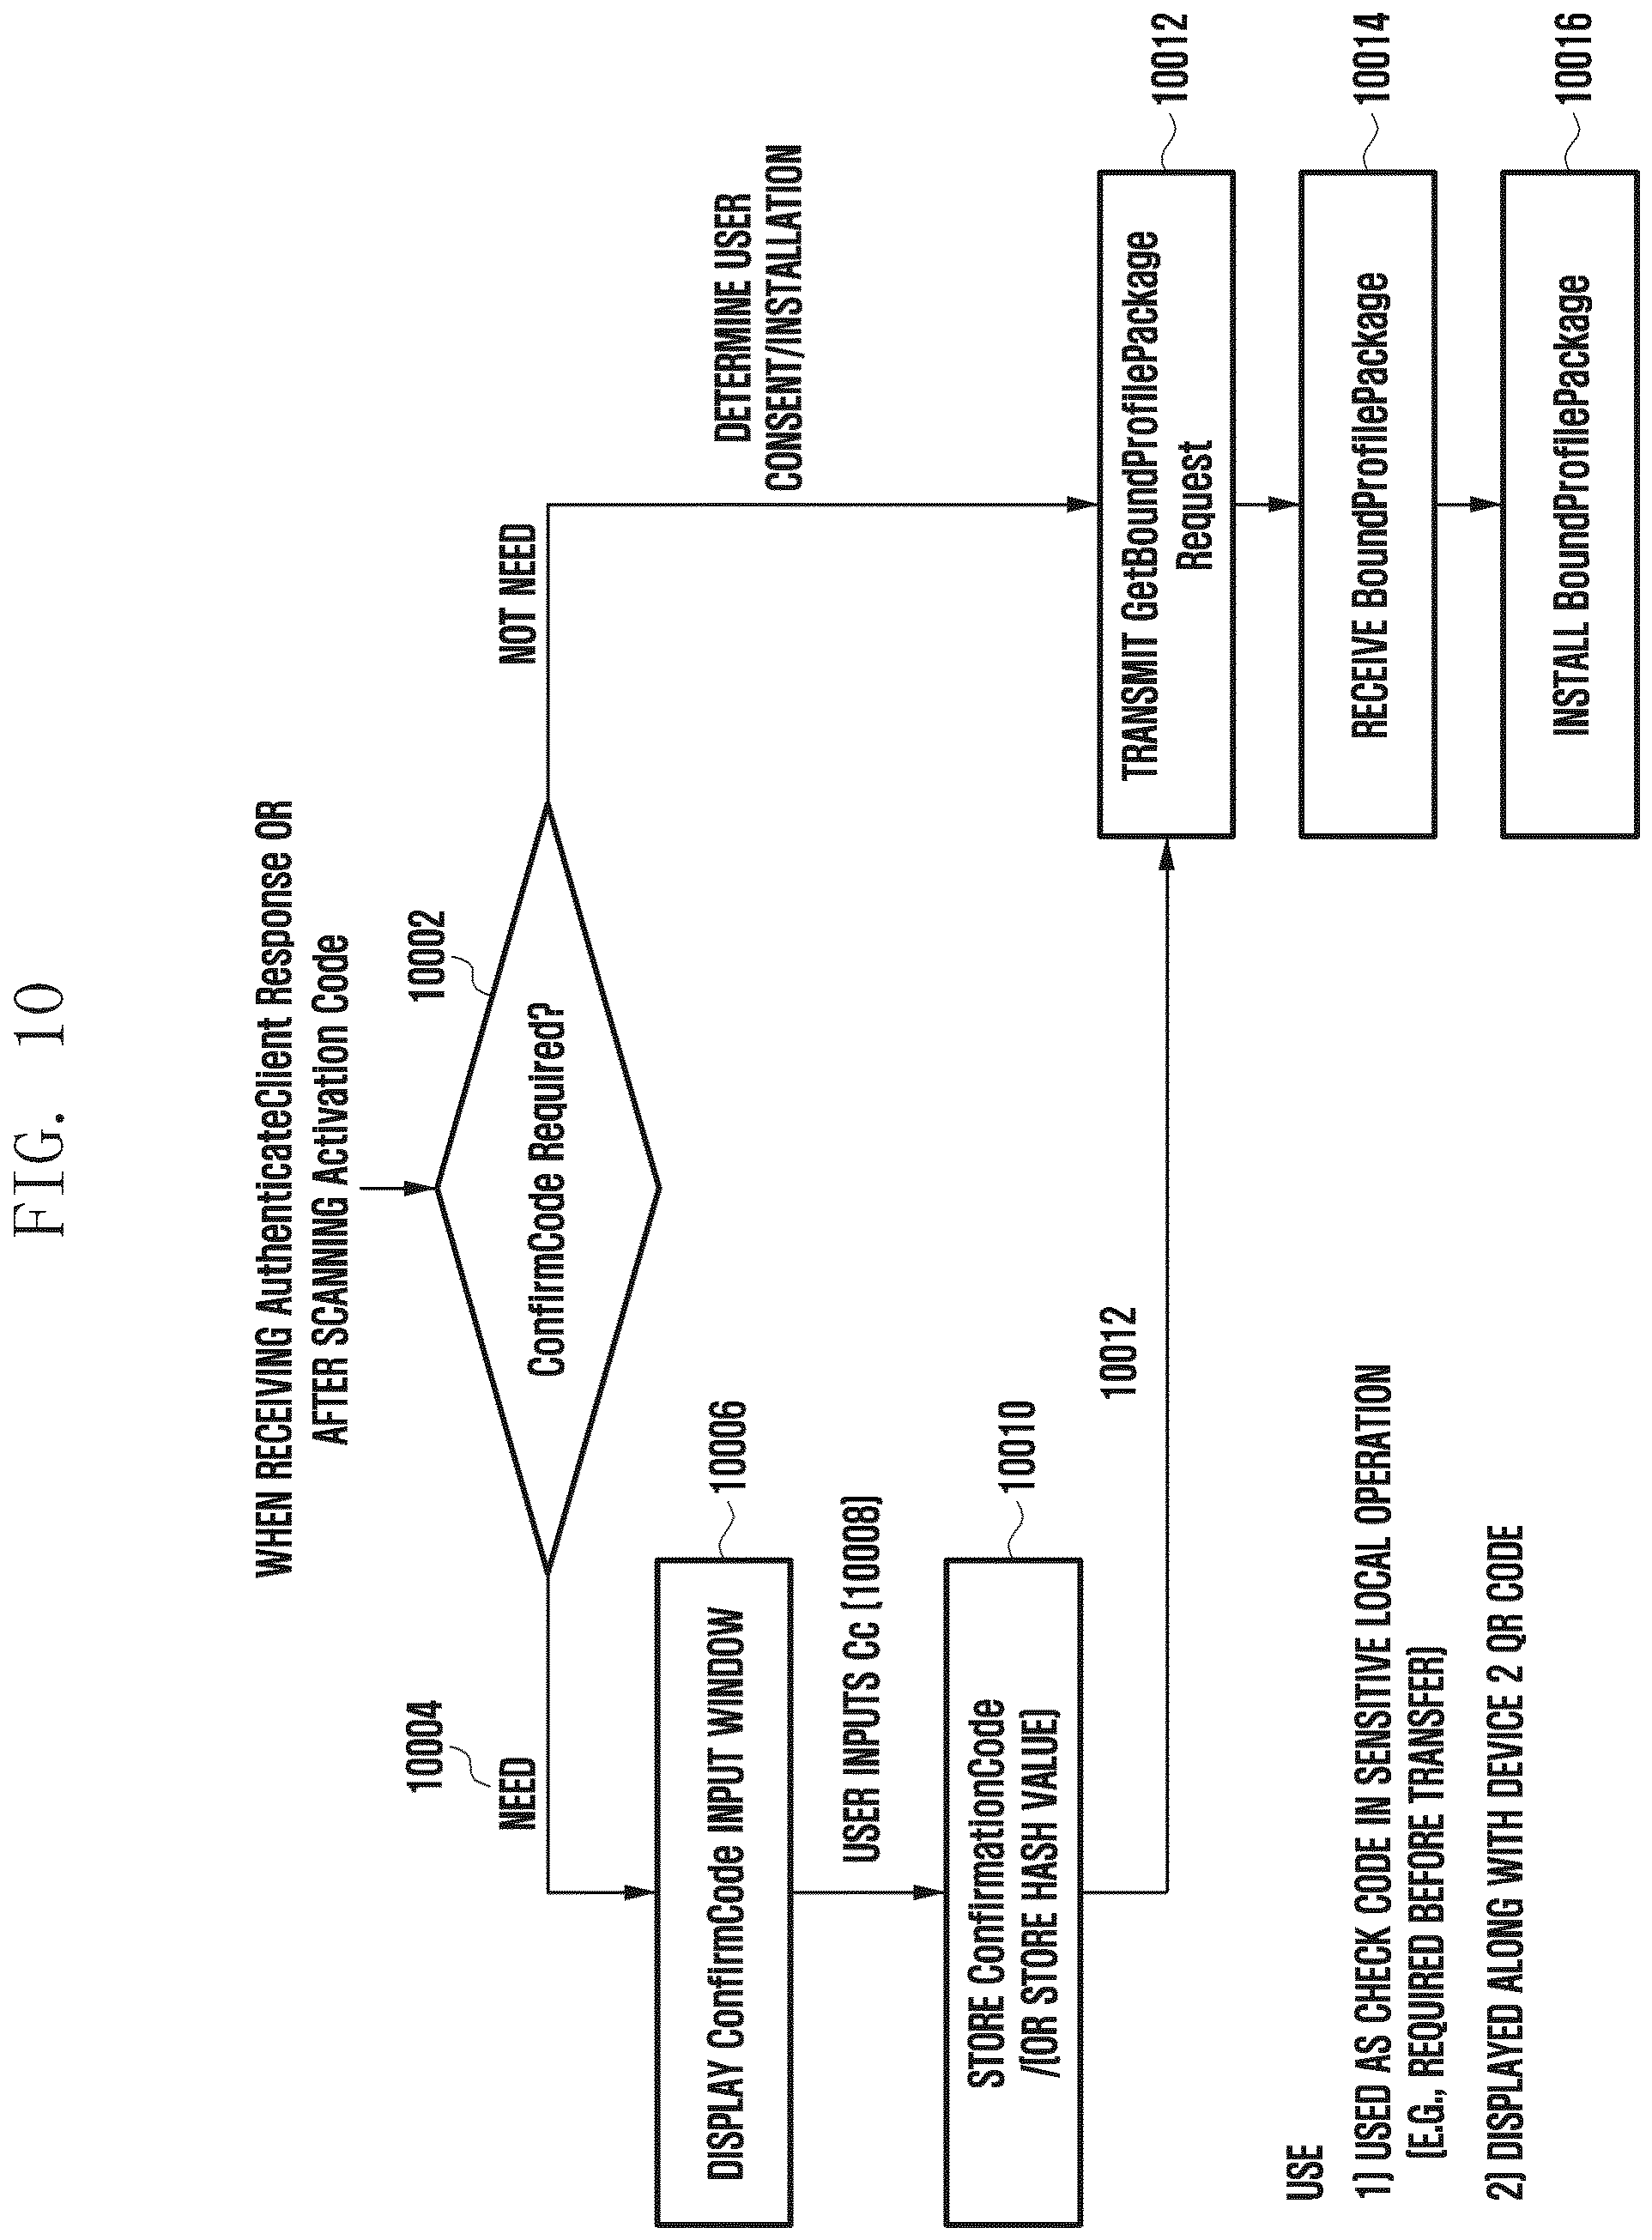 FIG. 10
WHEN RECEIVING AuthenticateClient Response OR
AFTER SCANNING Activation Code
10002
ConfirmCode Required?
10004
NEED
NOT NEED
DISPLAY ConfirmCode INPUT WINDOW
10006
DETERMINE USER
CONSENT/INSTALLATION
USER INPUTS Cc (10008)
STORE ConfirmationCode
/(OR STORE HASH VALUE)
10010
10012
TRANSMIT GetBoundProfilePackage
Request
10012
RECEIVE BoundProfilePackage
10014
INSTALL BoundProfilePackage
10016
USE
1) USED AS CHECK CODE IN SENSITIVE LOCAL OPERATION
(E.G., REQUIRED BEFORE TRANSFER)
2) DISPLAYED ALONG WITH DEVICE 2 QR CODE